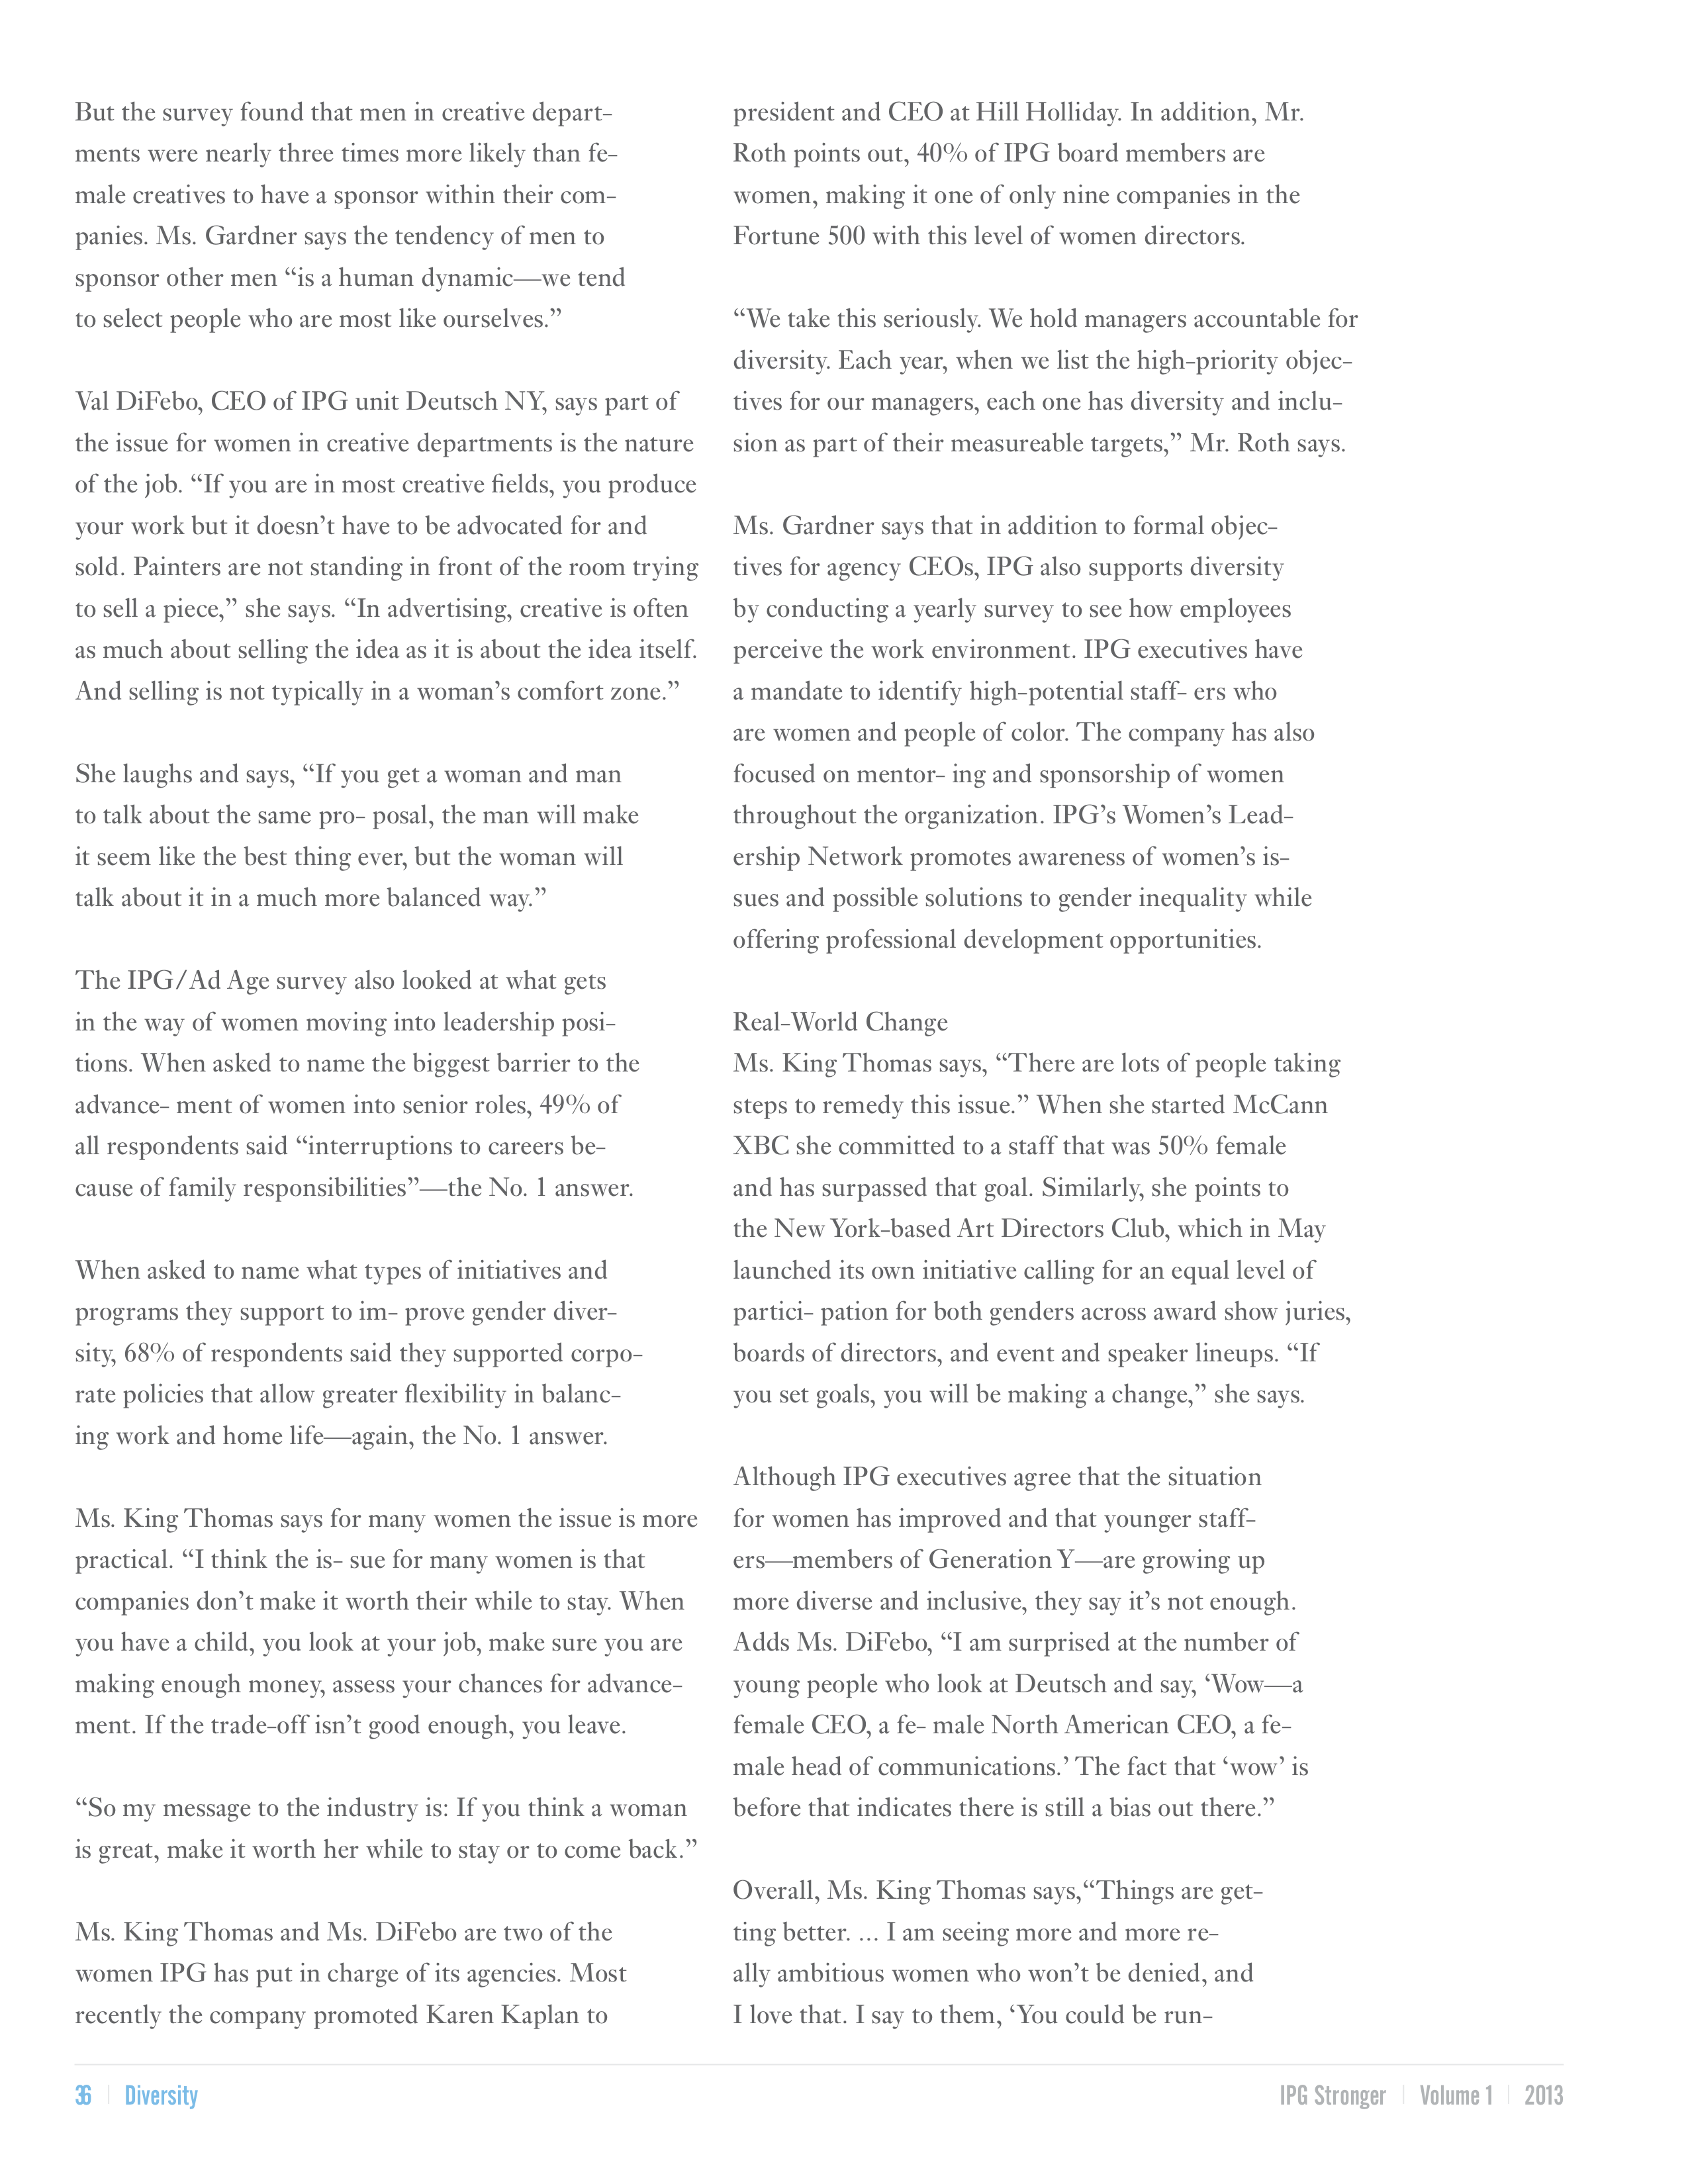 But the survey found that men in creative depart-
ments were nearly three times more likely than fe-
male creatives to have a sponsor within their com-
panies. Ms. Gardner says the tendency of men to
sponsor other men “is a human dynamic—we tend
to select people who are most like ourselves.”
Val DiFebo, CEO of IPG unit Deutsch NY, says part of
the issue for women in creative departments is the nature
of the job. “If you are in most creative fields, you produce
your work but it doesn’t have to be advocated for and
sold. Painters are not standing in front of the room trying
to sell a piece,” she says. “In advertising, creative is often
as much about selling the idea as it is about the idea itself.
And selling is not typically in a woman’s comfort zone.”
She laughs and says, “If you get a woman and man
to talk about the same pro- posal, the man will make
it seem like the best thing ever, but the woman will
talk about it in a much more balanced way.”
The IPG/Ad Age survey also looked at what gets
in the way of women moving into leadership posi-
tions. When asked to name the biggest barrier to the
advance- ment of women into senior roles, 49% of
all respondents said “interruptions to careers be-
cause of family responsibilities”—the No. 1 answer.
When asked to name what types of initiatives and
programs they support to im- prove gender diver-
sity, 68% of respondents said they supported corpo-
rate policies that allow greater flexibility in balanc-
ing work and home life—again, the No. 1 answer.
Ms. King Thomas says for many women the issue is more
practical. “I think the is- sue for many women is that
companies don’t make it worth their while to stay. When
you have a child, you look at your job, make sure you are
making enough money, assess your chances for advance-
ment. If the trade-off isn’t good enough, you leave.
“So my message to the industry is: If you think a woman
is great, make it worth her while to stay or to come back.”
Ms. King Thomas and Ms. DiFebo are two of the
women IPG has put in charge of its agencies. Most
recently the company promoted Karen Kaplan to
president and CEO at Hill Holliday. In addition, Mr.
Roth points out, 40% of IPG board members are
women, making it one of only nine companies in the
Fortune 500 with this level of women directors.
“We take this seriously. We hold managers accountable for
diversity. Each year, when we list the high-priority objec-
tives for our managers, each one has diversity and inclu-
sion as part of their measureable targets,” Mr. Roth says.
Ms. Gardner says that in addition to formal objec-
tives for agency CEOs, IPG also supports diversity
by conducting a yearly survey to see how employees
perceive the work environment. IPG executives have
a mandate to identify high-potential staff- ers who
are women and people of color. The company has also
focused on mentor- ing and sponsorship of women
throughout the organization. IPG’s Women’s Lead-
ership Network promotes awareness of women’s is-
sues and possible solutions to gender inequality while
offering professional development opportunities.
Real-World Change
Ms. King Thomas says, “There are lots of people taking
steps to remedy this issue.” When she started McCann
XBC she committed to a staff that was 50% female
and has surpassed that goal. Similarly, she points to
the New York-based Art Directors Club, which in May
launched its own initiative calling for an equal level of
partici- pation for both genders across award show juries,
boards of directors, and event and speaker lineups. “If
you set goals, you will be making a change,” she says.
Although IPG executives agree that the situation
for women has improved and that younger staff-
ers—members of Generation Y—are growing up
more diverse and inclusive, they say it’s not enough.
Adds Ms. DiFebo, “I am surprised at the number of
young people who look at Deutsch and say, ‘Wow—a
female CEO, a fe- male North American CEO, a fe-
male head of communications.’ The fact that ‘wow’ is
before that indicates there is still a bias out there.”
Overall, Ms. King Thomas says,“Things are get-
ting better. ... I am seeing more and more re-
ally ambitious women who won’t be denied, and
I love that. I say to them, ‘You could be run-
36 | Diversity
IPG Stronger | Volume 1 | 2013